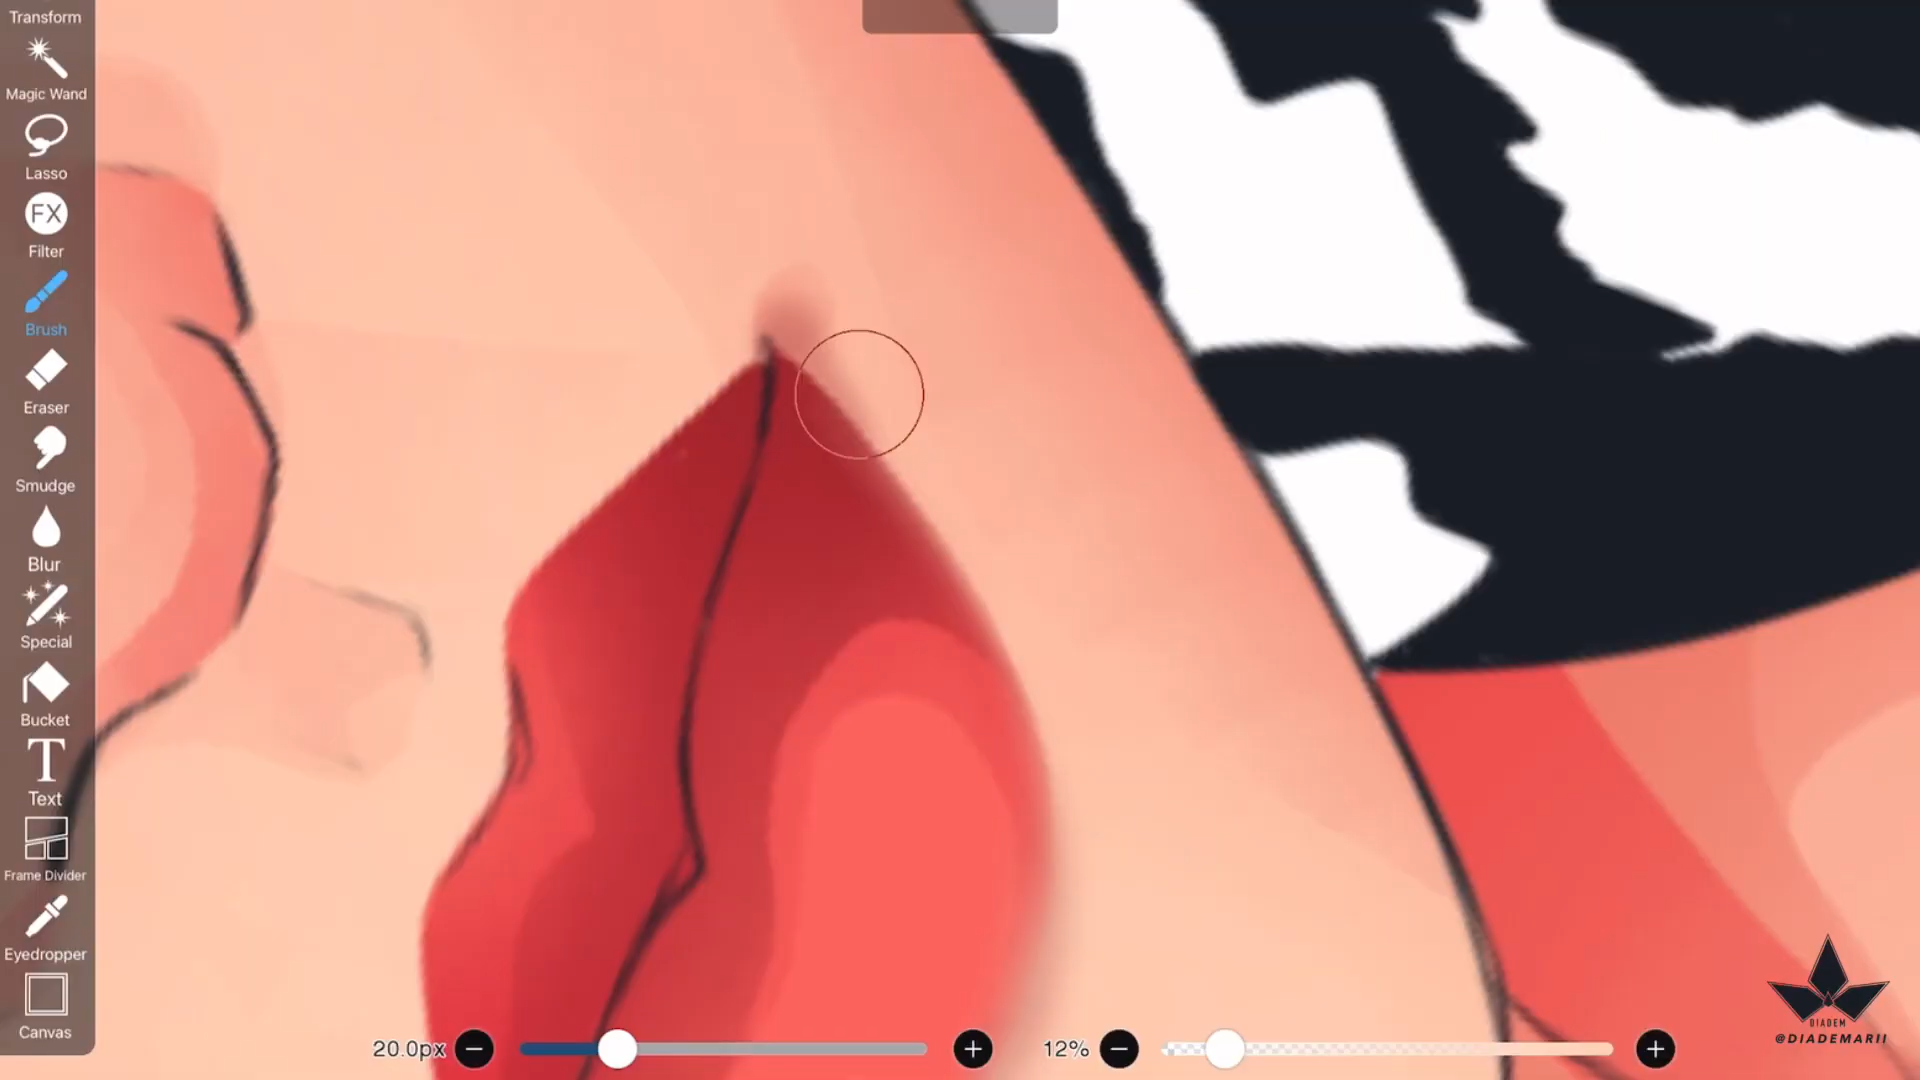 Transform
Magic Wand
Lasso
FX
Filter
Brush
Eraser
Smudge
Blur
Special
Bucket
T
Text
Frame Divider
Eyedropper
Canvas
20.0px
12%
DIADEM
@DIADEMARII